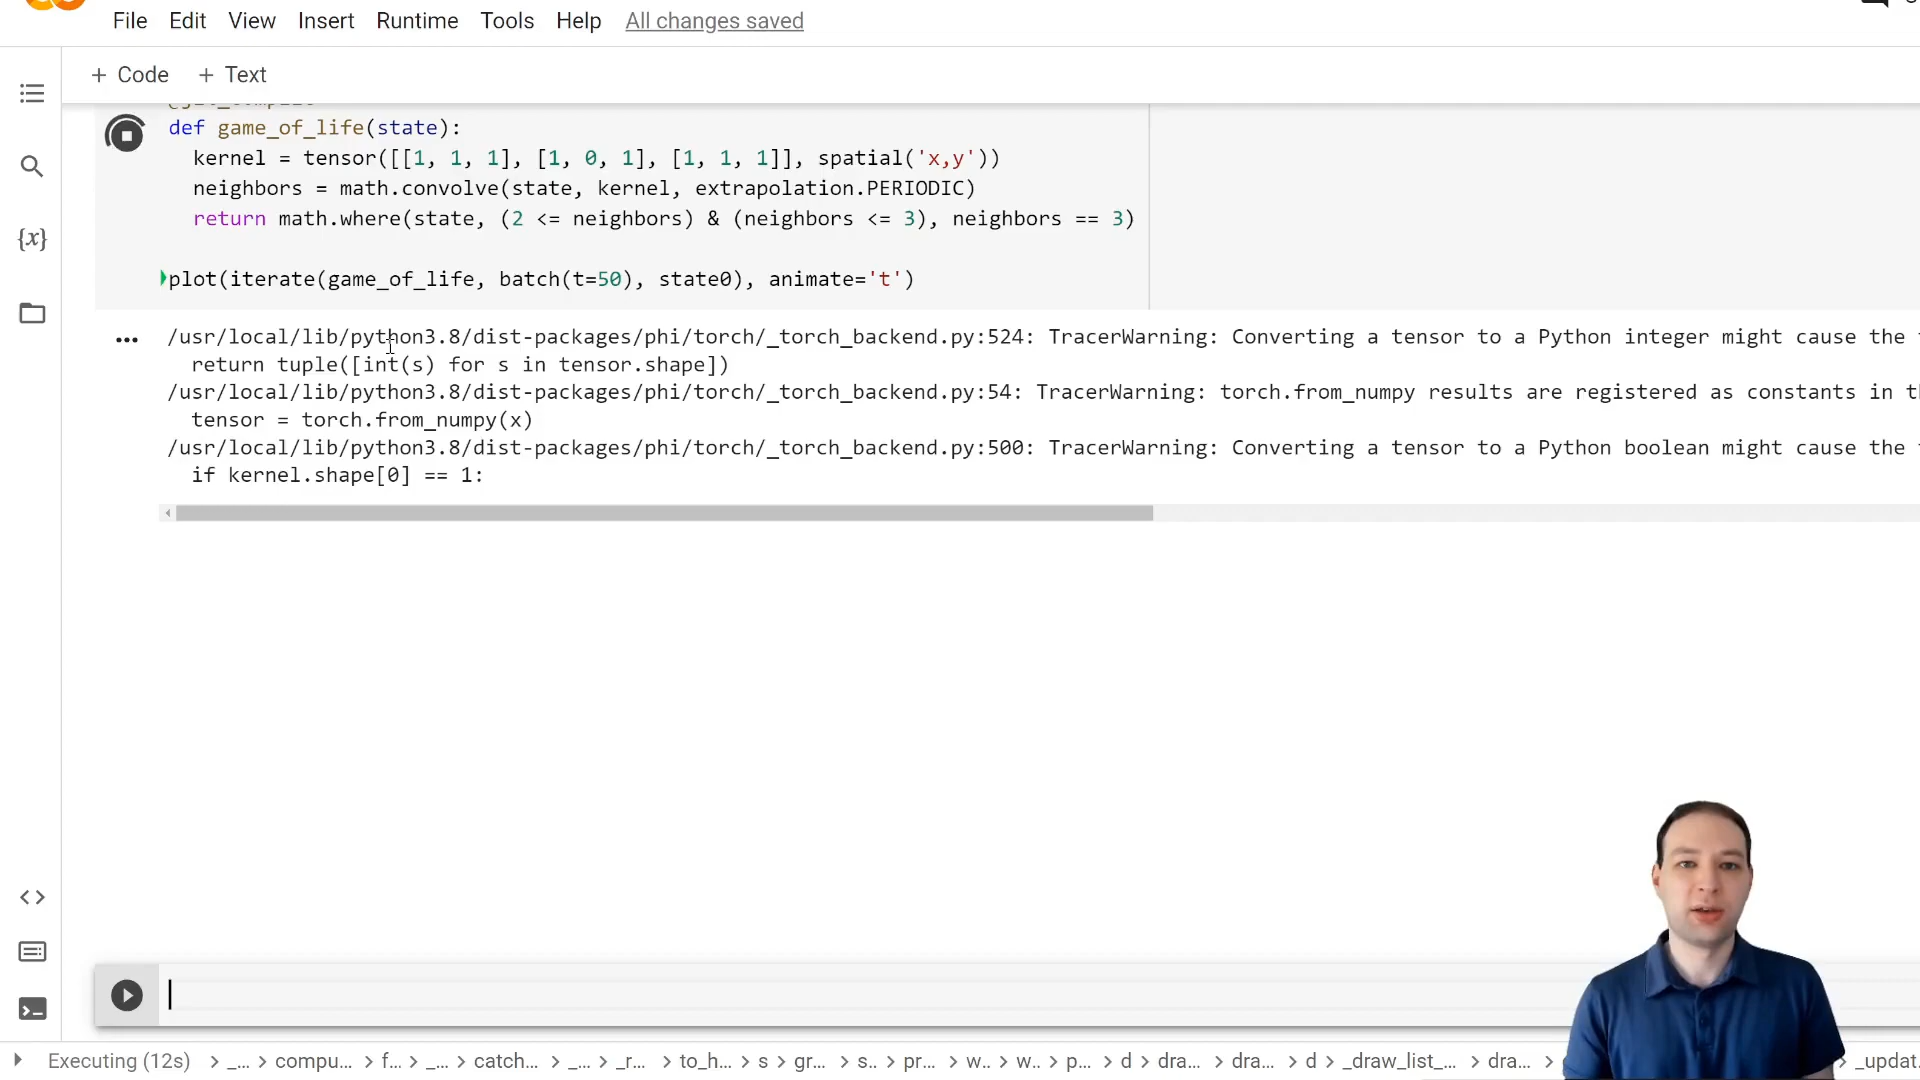 File Edit View Insert Runtime Tools Help All changes saved
+ Code + Text
def game_of_life(state):
kernel = tensor([[1, 1, 1], [1, 0, 1], [1, 1, 1]], spatial('x,y'))
neighbors = math.convolve(state, kernel, extrapolation.PERIODIC)
return math.where(state, (2 <= neighbors) & (neighbors <= 3), neighbors == 3)
plot(iterate(game_of_life, batch(t=50), state0), animate='t')
/usr/local/lib/python3.8/dist-packages/phi/torch/_torch_backend.py:524: TracerWarning: Converting a tensor to a Python integer might cause the
return tuple([int(s) for s in tensor.shape])
/usr/local/lib/python3.8/dist-packages/phi/torch/_torch_backend.py:54: TracerWarning: torch.from_numpy results are registered as constants in
tensor = torch.from_numpy(x)
/usr/local/lib/python3.8/dist-packages/phi/torch/_torch_backend.py:500: TracerWarning: Converting a tensor to a Python boolean might cause the
if kernel.shape[0] == 1:
{x}
Executing (12s) > _... > compu... > f... > _... > catch... > _... > _r... > to_h... > s > gr... > s.. > pr... > w.. > w.. > p... > d > dra... > dra... > d > _draw_list_... > dra... > _updat